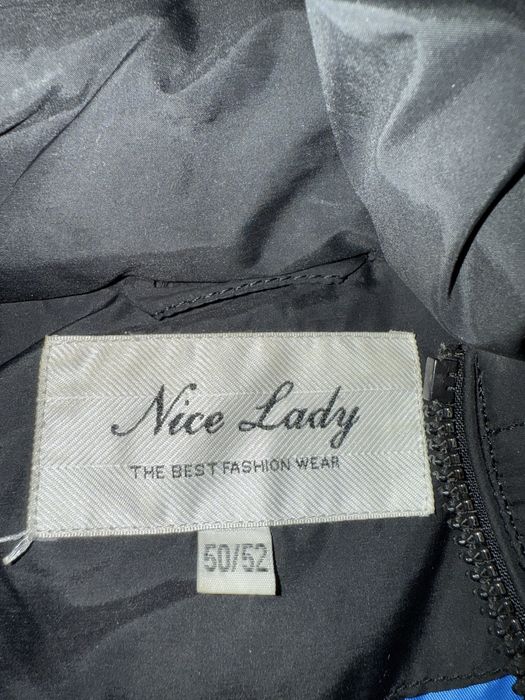 Nice Lady
THE BEST FASHION WEAR
50/52